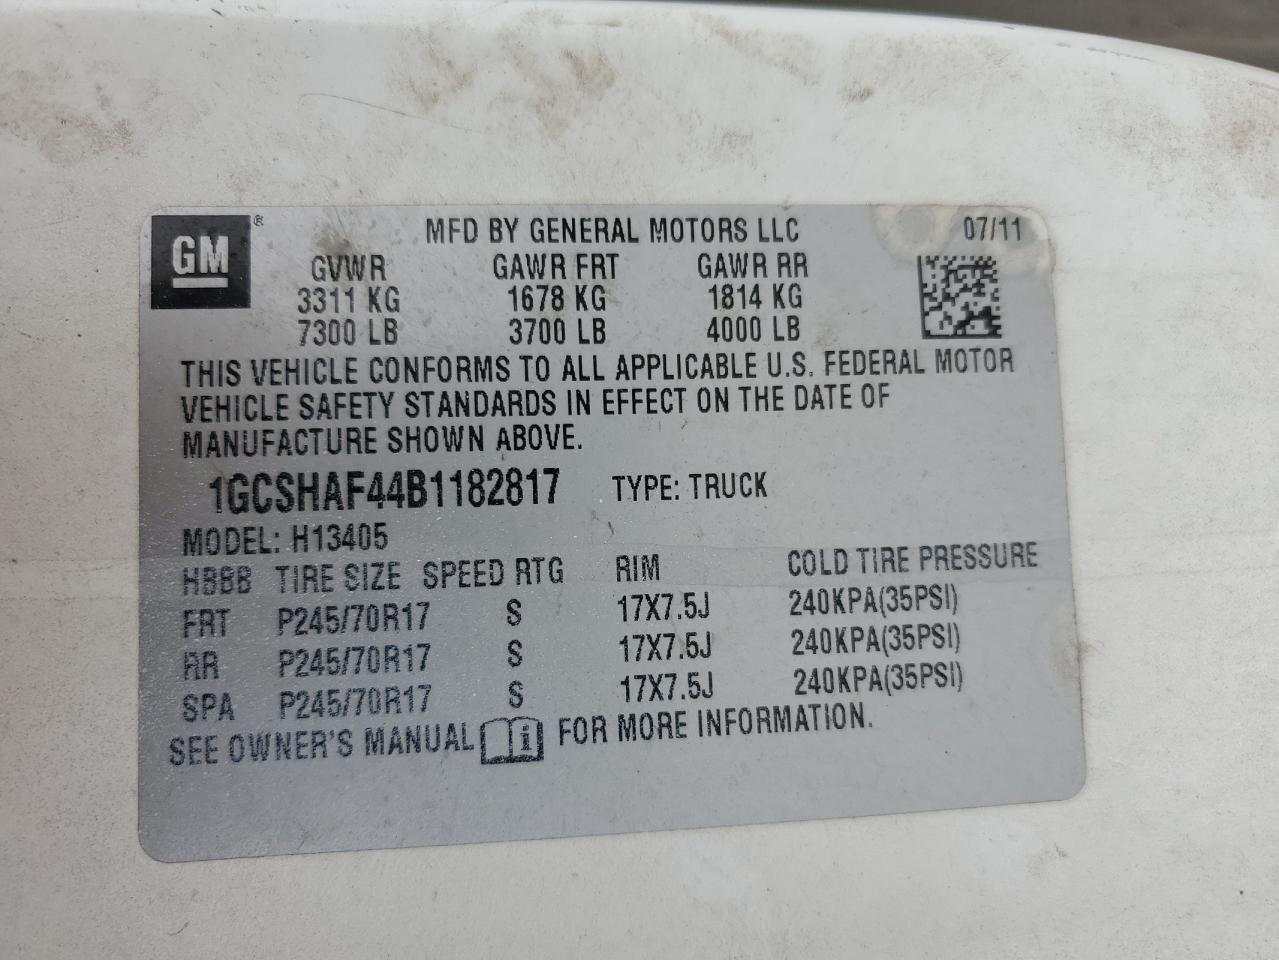 GM ® MFD BY GENERAL MOTORS LLC 07/11
GVWR GAWR FRT GAWR RR
3311 KG 1678 KG 1814 KG
7300 LB 3700 LB 4000 LB
THIS VEHICLE CONFORMS TO ALL APPLICABLE U.S. FEDERAL MOTOR
VEHICLE SAFETY STANDARDS IN EFFECT ON THE DATE OF
MANUFACTURE SHOWN ABOVE.
1GCSHAF44B1182817 TYPE: TRUCK
MODEL: H13405
HBBB TIRE SIZE SPEED RTG RIM COLD TIRE PRESSURE
FRT P245/70R17 S 17X7.5J 240KPA(35PSI)
RR P245/70R17 S 17X7.5J 240KPA(35PSI)
SPA P245/70R17 S 17X7.5J 240KPA(35PSI)
SEE OWNER'S MANUAL i FOR MORE INFORMATION.